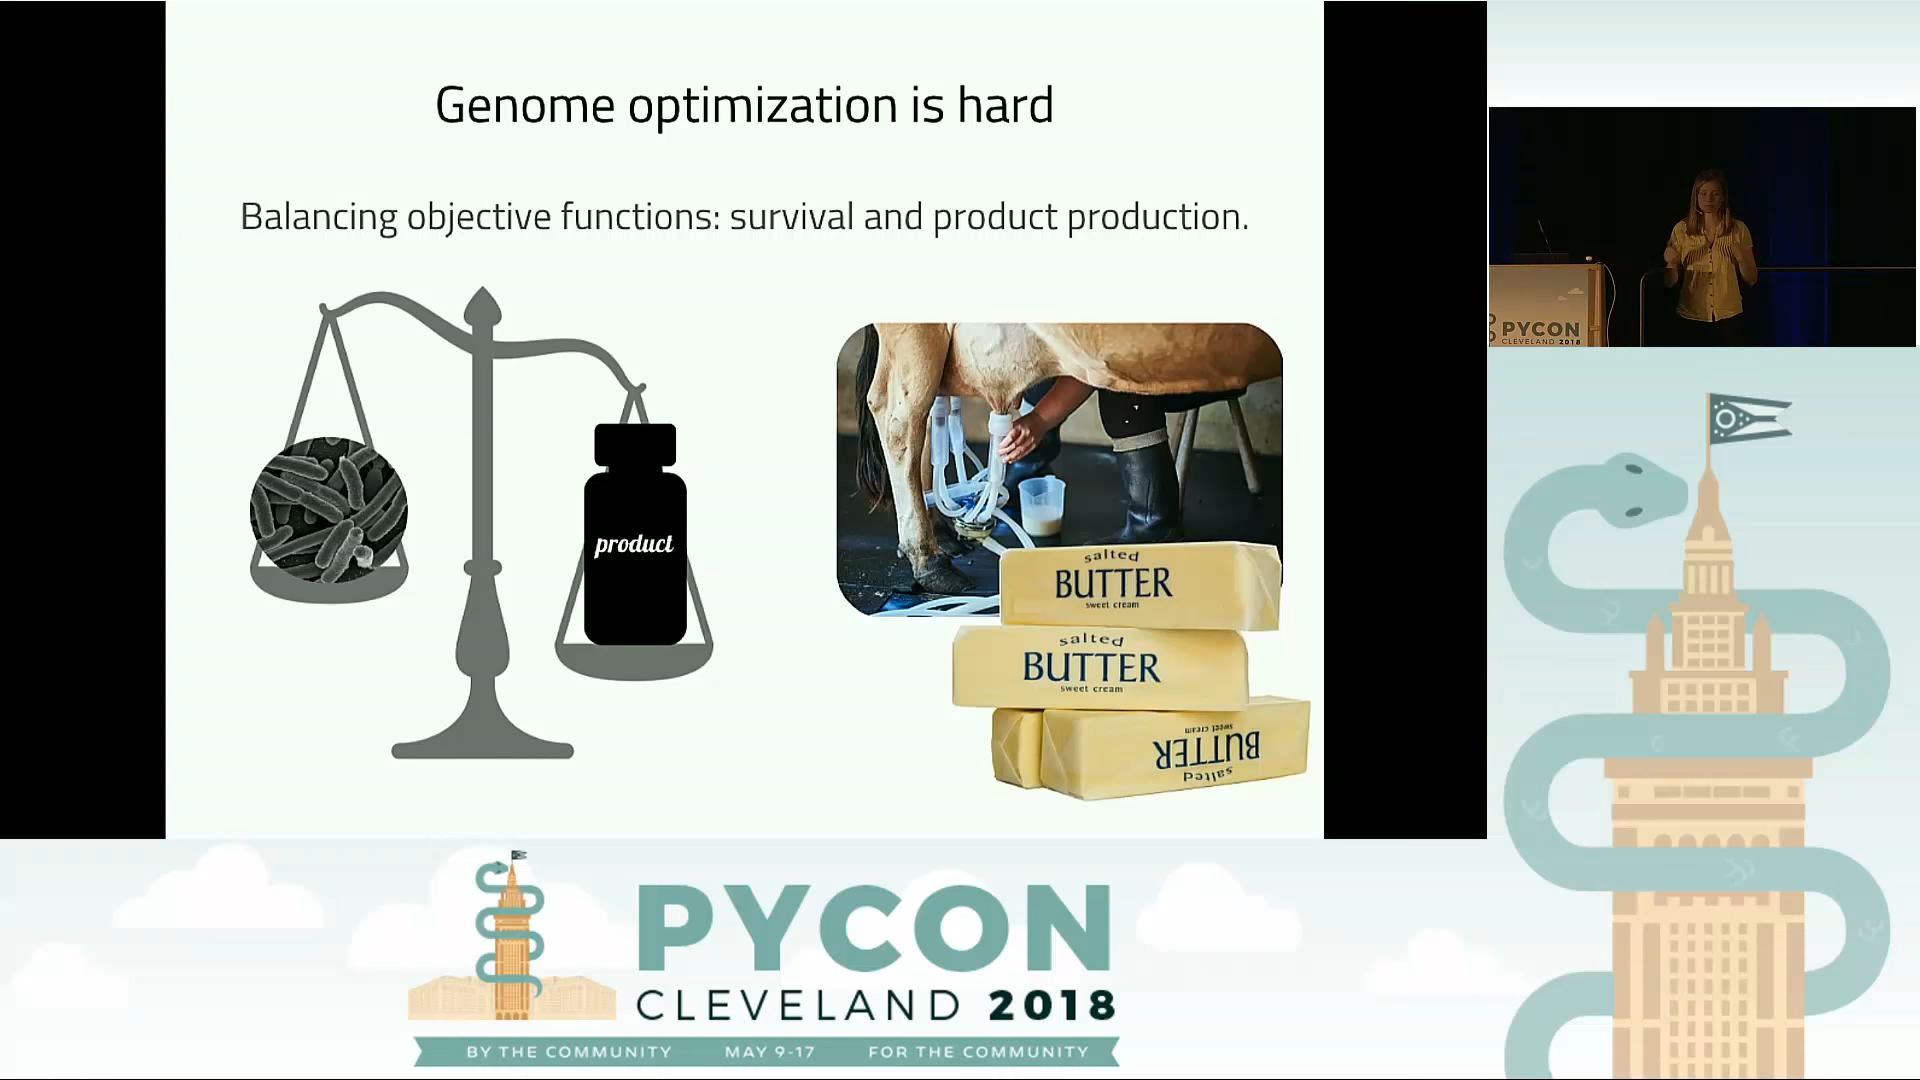 Genome optimization is hard
Balancing objective functions: survival and product production.
product
salted
BUTTER
sweet cream
salted
BUTTER
sweet cream
salted
BUTTER
sweet cream
PYCON
CLEVELAND 2018
PYCON
CLEVELAND 2018
BY THE COMMUNITY MAY 9-17 FOR THE COMMUNITY